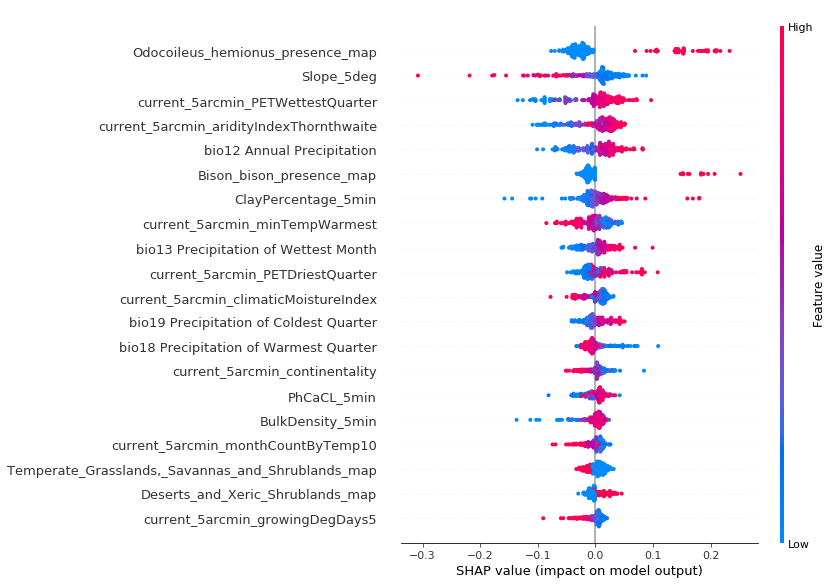 High
Odocoileus_hemionus_presence_map
Slope_5deg
current_5arcmin_PETWettestQuarter
current_5arcmin_aridityIndexThornthwaite
bio12 Annual Precipitation
Bison_bison_presence_map
ClayPercentage_5min
current_5arcmin_minTempWarmest
bio13 Precipitation of Wettest Month
current_5arcmin_PETDriestQuarter
current_5arcmin_climaticMoistureIndex
bio19 Precipitation of Coldest Quarter
bio18 Precipitation of Warmest Quarter
current_5arcmin_continentality
PhCaCL_5min
BulkDensity_5min
current_5arcmin_monthCountByTemp10
Temperate_Grasslands,_Savannas_and_Shrublands_map
Deserts_and_Xeric_Shrublands_map
current_5arcmin_growingDegDays5
Feature value
Low
−0.3 −0.2 −0.1 0.0 0.1 0.2
SHAP value (impact on model output)